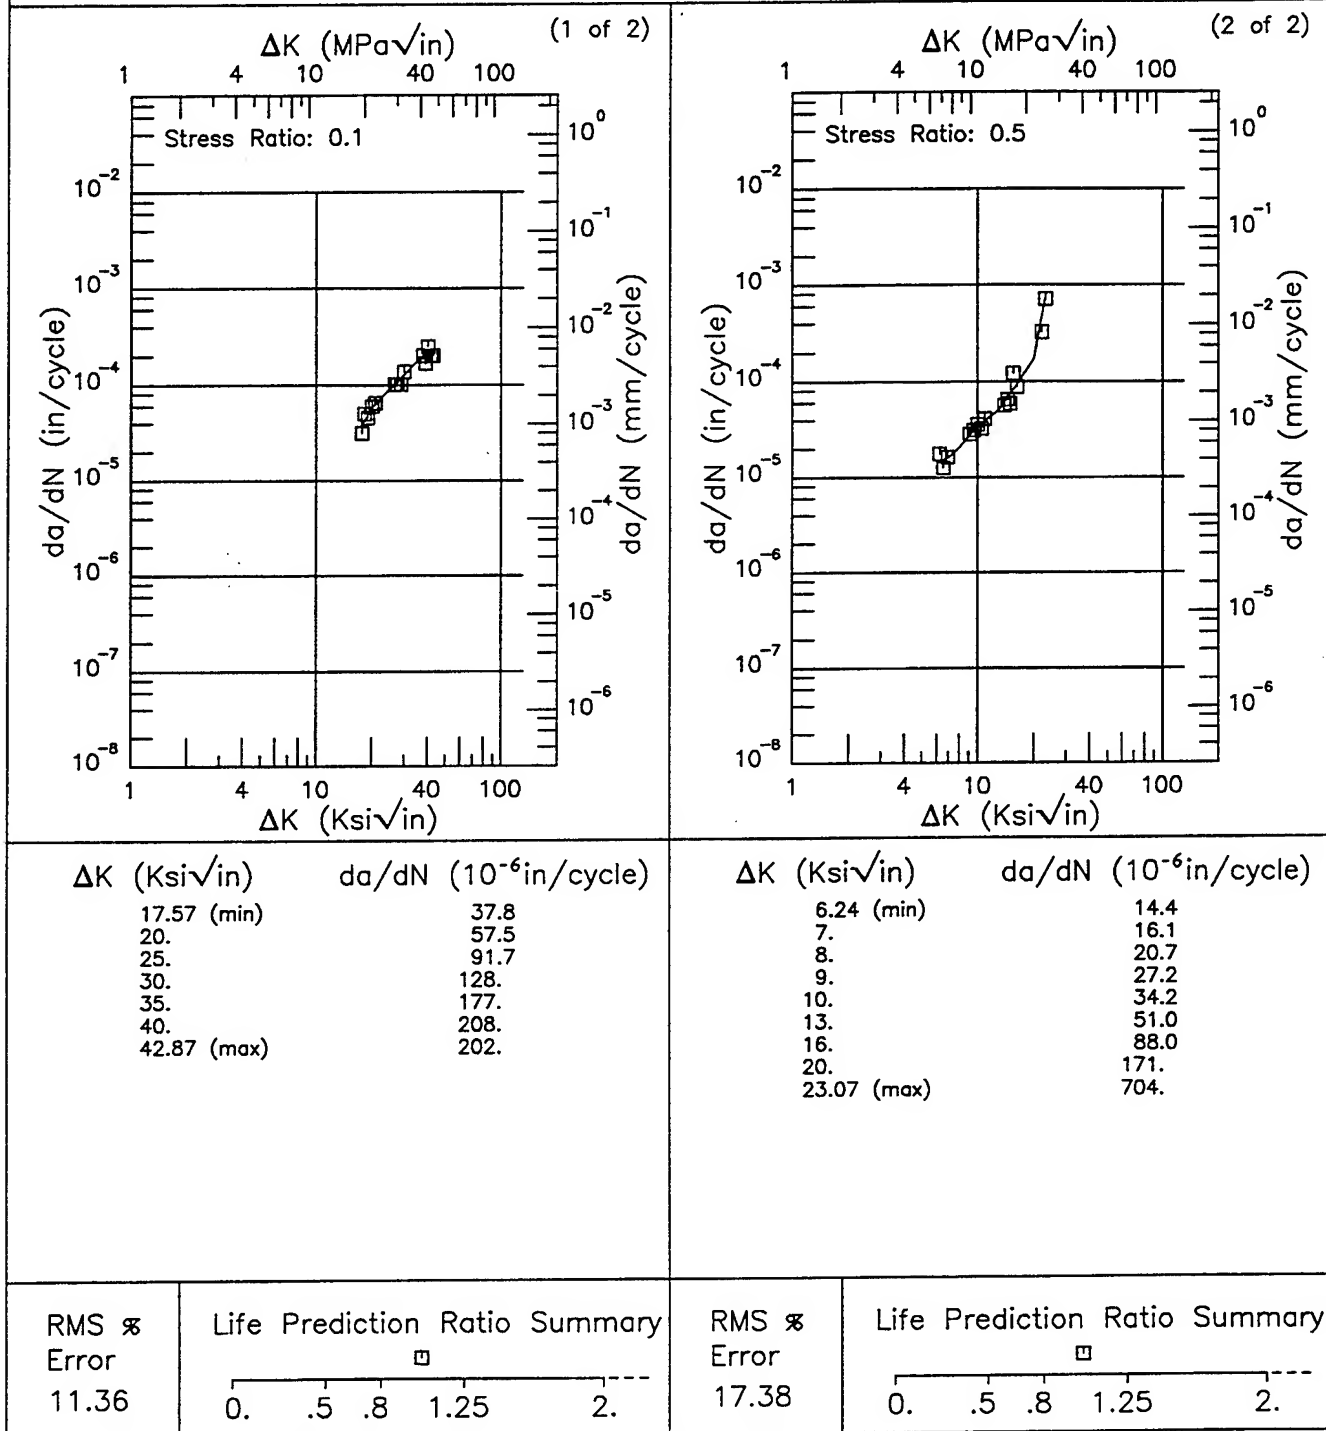 (1 of 2)
ΔK (MPa√in)
1 4 10 40 100
Stress Ratio: 0.1
10⁰
10⁻¹
10⁻²
10⁻³
10⁻⁴
10⁻⁵
10⁻⁶
da/dN (mm/cycle)
10⁻²
10⁻³
10⁻⁴
10⁻⁵
10⁻⁶
10⁻⁷
10⁻⁸
da/dN (in/cycle)
1 4 10 40 100
ΔK (Ksi√in)
ΔK (Ksi√in) da/dN (10⁻⁶in/cycle)
17.57 (min) 37.8
20. 57.5
25. 91.7
30. 128.
35. 177.
40. 208.
42.87 (max) 202.
RMS %
Error
11.36
Life Prediction Ratio Summary
0. .5 .8 1.25 2.
(2 of 2)
ΔK (MPa√in)
1 4 10 40 100
Stress Ratio: 0.5
10⁰
10⁻¹
10⁻²
10⁻³
10⁻⁴
10⁻⁵
10⁻⁶
da/dN (mm/cycle)
10⁻²
10⁻³
10⁻⁴
10⁻⁵
10⁻⁶
10⁻⁷
10⁻⁸
da/dN (in/cycle)
1 4 10 40 100
ΔK (Ksi√in)
ΔK (Ksi√in) da/dN (10⁻⁶in/cycle)
6.24 (min) 14.4
7. 16.1
8. 20.7
9. 27.2
10. 34.2
13. 51.0
16. 88.0
20. 171.
23.07 (max) 704.
RMS %
Error
17.38
Life Prediction Ratio Summary
0. .5 .8 1.25 2.